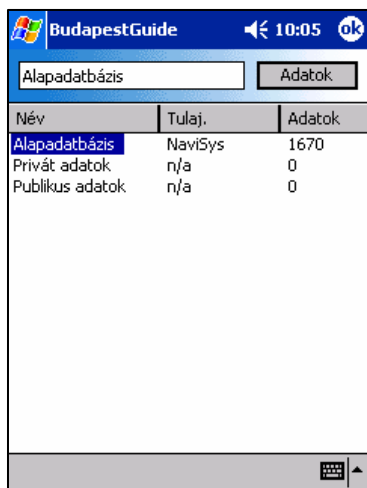 BudapestGuide 10:05 ok
Alapadatbázis Adatok
Név Tulaj. Adatok
Alapadatbázis NaviSys 1670
Privát adatok n/a 0
Publikus adatok n/a 0